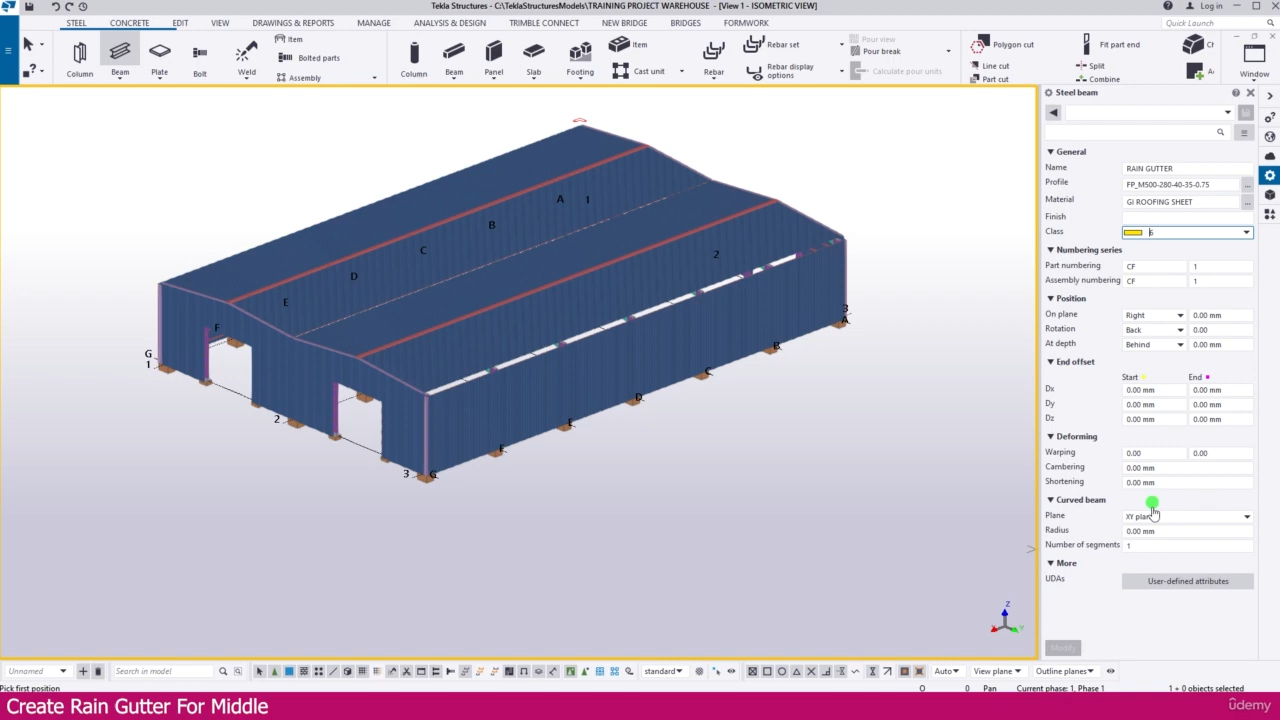 Tekla Structures - C:\TeklaStructuresModels\TRAINING PROJECT WAREHOUSE - [View 1 - ISOMETRIC VIEW]
Log in
STEEL CONCRETE EDIT VIEW DRAWINGS & REPORTS MANAGE ANALYSIS & DESIGN TRIMBLE CONNECT NEW BRIDGE BRIDGES FORMWORK
Quick Launch
Column Beam Plate Bolt Weld
Item
Bolted parts
Assembly
Column Beam Panel Slab Footing
Item
Cast unit
Rebar
Rebar set
Rebar display options
Pour view
Pour break
Calculate pour units
Polygon cut
Line cut
Part cut
Fit part end
Split
Combine
Window
Steel beam
General
Name RAIN GUTTER
Profile FP_M500-280-40-35-0.75
Material GI ROOFING SHEET
Finish
Class 6
Numbering series
Part numbering CF 1
Assembly numbering CF 1
Position
On plane Right 0.00 mm
Rotation Back 0.00
At depth Behind 0.00 mm
End offset
Start End
Dx 0.00 mm 0.00 mm
Dy 0.00 mm 0.00 mm
Dz 0.00 mm 0.00 mm
Deforming
Warping 0.00 0.00
Cambering 0.00 mm
Shortening 0.00 mm
Curved beam
Plane XY plan
Radius 0.00 mm
Number of segments 1
More
UDAs User-defined attributes
Modify
A 1
B
C 2
D
E
F
G
1
2
3 G
E
E
D
C
B
3
A
Z
Unnamed Search in model standard Auto View plane Outline planes
Pick first position O 0 Pan Current phase: 1, Phase 1 1 + 0 objects selected
Create Rain Gutter For Middle
ûdemy